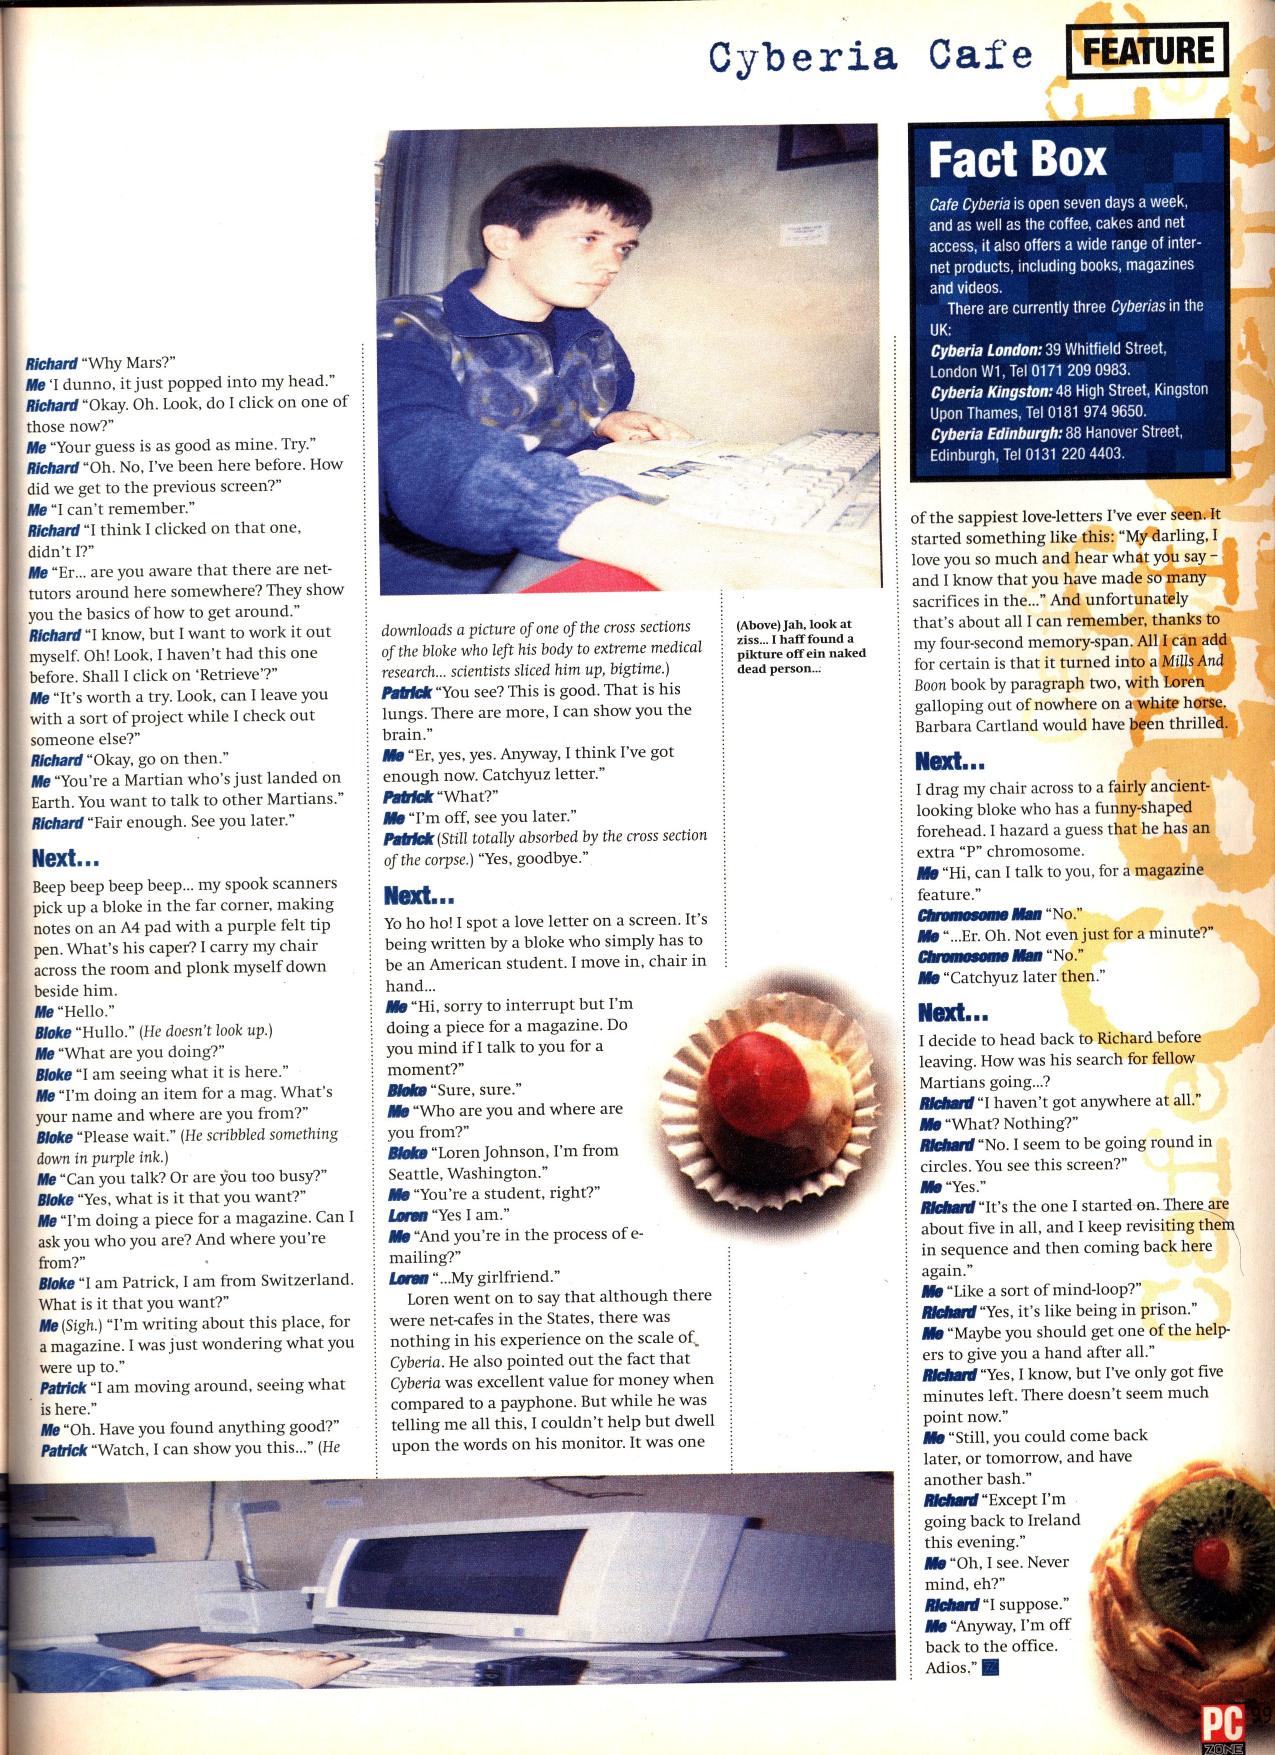 Cyberia Cafe
FEATURE
Richard “Why Mars?”
Me ‘I dunno, it just popped into my head.”
Richard “Okay. Oh. Look, do I click on one of
those now?”
Me “Your guess is as good as mine. Try.”
Richard “Oh. No, I’ve been here before. How
did we get to the previous screen?”
Me “I can’t remember.”
Richard “I think I clicked on that one,
didn’t I?”
Me “Er... are you aware that there are net-
tutors around here somewhere? They show
you the basics of how to get around.”
Richard “I know, but I want to work it out
myself. Oh! Look, I haven’t had this one
before. Shall I click on ‘Retrieve’?”
Me “It’s worth a try. Look, can I leave you
with a sort of project while I check out
someone else?”
Richard “Okay, go on then.”
Me “You’re a Martian who’s just landed on
Earth. You want to talk to other Martians.”
Richard “Fair enough. See you later.”
Next...
Beep beep beep beep... my spook scanners
pick up a bloke in the far corner, making
notes on an A4 pad with a purple felt tip
pen. What’s his caper? I carry my chair
across the room and plonk myself down
beside him.
Me “Hello.”
Bloke “Hullo.” (He doesn’t look up.)
Me “What are you doing?”
Bloke “I am seeing what it is here.”
Me “I’m doing an item for a mag. What’s
your name and where are you from?”
Bloke “Please wait.” (He scribbled something
down in purple ink.)
Me “Can you talk? Or are you too busy?”
Bloke “Yes, what is it that you want?”
Me “I’m doing a piece for a magazine. Can I
ask you who you are? And where you’re
from?”
Bloke “I am Patrick, I am from Switzerland.
What is it that you want?”
Me (Sigh.) “I’m writing about this place, for
a magazine. I was just wondering what you
were up to.”
Patrick “I am moving around, seeing what
is here.”
Me “Oh. Have you found anything good?”
Patrick “Watch, I can show you this...” (He
downloads a picture of one of the cross sections
of the bloke who left his body to extreme medical
research... scientists sliced him up, bigtime.)
Patrick “You see? This is good. That is his
lungs. There are more, I can show you the
brain.”
Me “Er, yes, yes. Anyway, I think I’ve got
enough now. Catchyuz letter.”
Patrick “What?”
Me “I’m off, see you later.”
Patrick (Still totally absorbed by the cross section
of the corpse.) “Yes, goodbye.”
Next...
Yo ho ho! I spot a love letter on a screen. It’s
being written by a bloke who simply has to
be an American student. I move in, chair in
hand...
Me “Hi, sorry to interrupt but I’m
doing a piece for a magazine. Do
you mind if I talk to you for a
moment?”
Bloke “Sure, sure.”
Me “Who are you and where are
you from?”
Bloke “Loren Johnson, I’m from
Seattle, Washington.”
Me “You’re a student, right?”
Loren “Yes I am.”
Me “And you’re in the process of e-
mailing?”
Loren “...My girlfriend.”
Loren went on to say that although there
were net-cafes in the States, there was
nothing in his experience on the scale of
Cyberia. He also pointed out the fact that
Cyberia was excellent value for money when
compared to a payphone. But while he was
telling me all this, I couldn’t help but dwell
upon the words on his monitor. It was one
(Above) Jah, look at
ziss... I haff found a
pikture off ein naked
dead person...
Fact Box
Cafe Cyberia is open seven days a week,
and as well as the coffee, cakes and net
access, it also offers a wide range of inter-
net products, including books, magazines
and videos.
There are currently three Cyberias in the
UK:
Cyberia London: 39 Whitfield Street,
London W1, Tel 0171 209 0983.
Cyberia Kingston: 48 High Street, Kingston
Upon Thames, Tel 0181 974 9650.
Cyberia Edinburgh: 88 Hanover Street,
Edinburgh, Tel 0131 220 4403.
of the sappiest love-letters I’ve ever seen. It
started something like this: “My darling, I
love you so much and hear what you say –
and I know that you have made so many
sacrifices in the...” And unfortunately
that’s about all I can remember, thanks to
my four-second memory-span. All I can add
for certain is that it turned into a Mills And
Boon book by paragraph two, with Loren
galloping out of nowhere on a white horse.
Barbara Cartland would have been thrilled.
Next...
I drag my chair across to a fairly ancient-
looking bloke who has a funny-shaped
forehead. I hazard a guess that he has an
extra “P” chromosome.
Me “Hi, can I talk to you, for a magazine
feature.”
Chromosome Man “No.”
Me “...Er. Oh. Not even just for a minute?”
Chromosome Man “No.”
Me “Catchyuz later then.”
Next...
I decide to head back to Richard before
leaving. How was his search for fellow
Martians going...?
Richard “I haven’t got anywhere at all.”
Me “What? Nothing?”
Richard “No. I seem to be going round in
circles. You see this screen?”
Me “Yes.”
Richard “It’s the one I started on. There are
about five in all, and I keep revisiting them
in sequence and then coming back here
again.”
Me “Like a sort of mind-loop?”
Richard “Yes, it’s like being in prison.”
Me “Maybe you should get one of the help-
ers to give you a hand after all.”
Richard “Yes, I know, but I’ve only got five
minutes left. There doesn’t seem much
point now.”
Me “Still, you could come back
later, or tomorrow, and have
another bash.”
Richard “Except I’m
going back to Ireland
this evening.”
Me “Oh, I see. Never
mind, eh?”
Richard “I suppose.”
Me “Anyway, I’m off
back to the office.
Adios.”
PC
ZONE
99